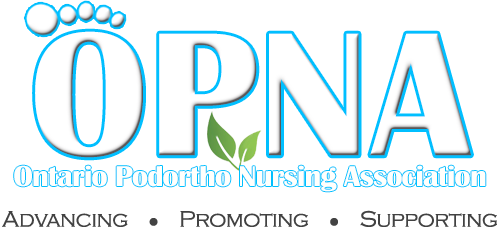 OPNA
Ontario Podortho Nursing Association
ADVANCING • PROMOTING • SUPPORTING